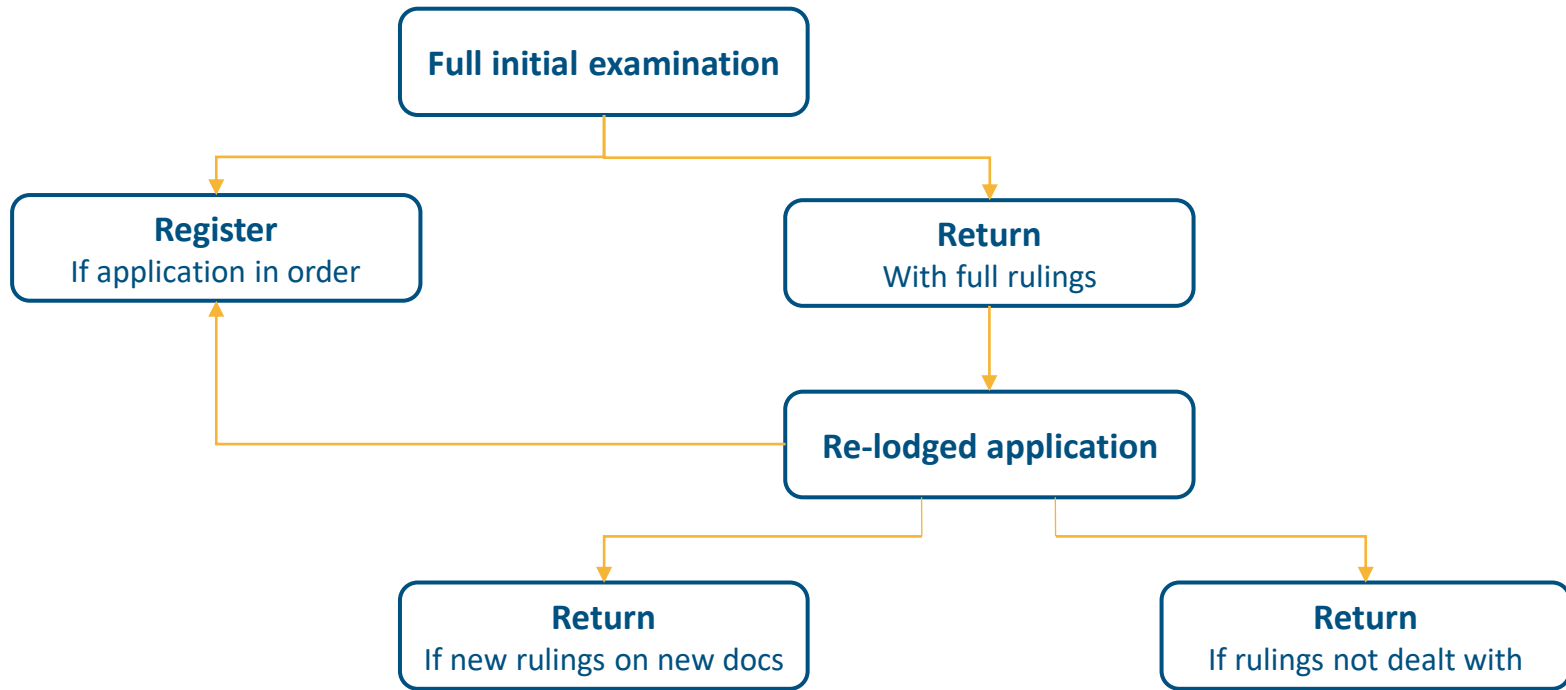 Full initial examination
Register
If application in order
Return
With full rulings
Re-lodged application
Return
If new rulings on new docs
Return
If rulings not dealt with